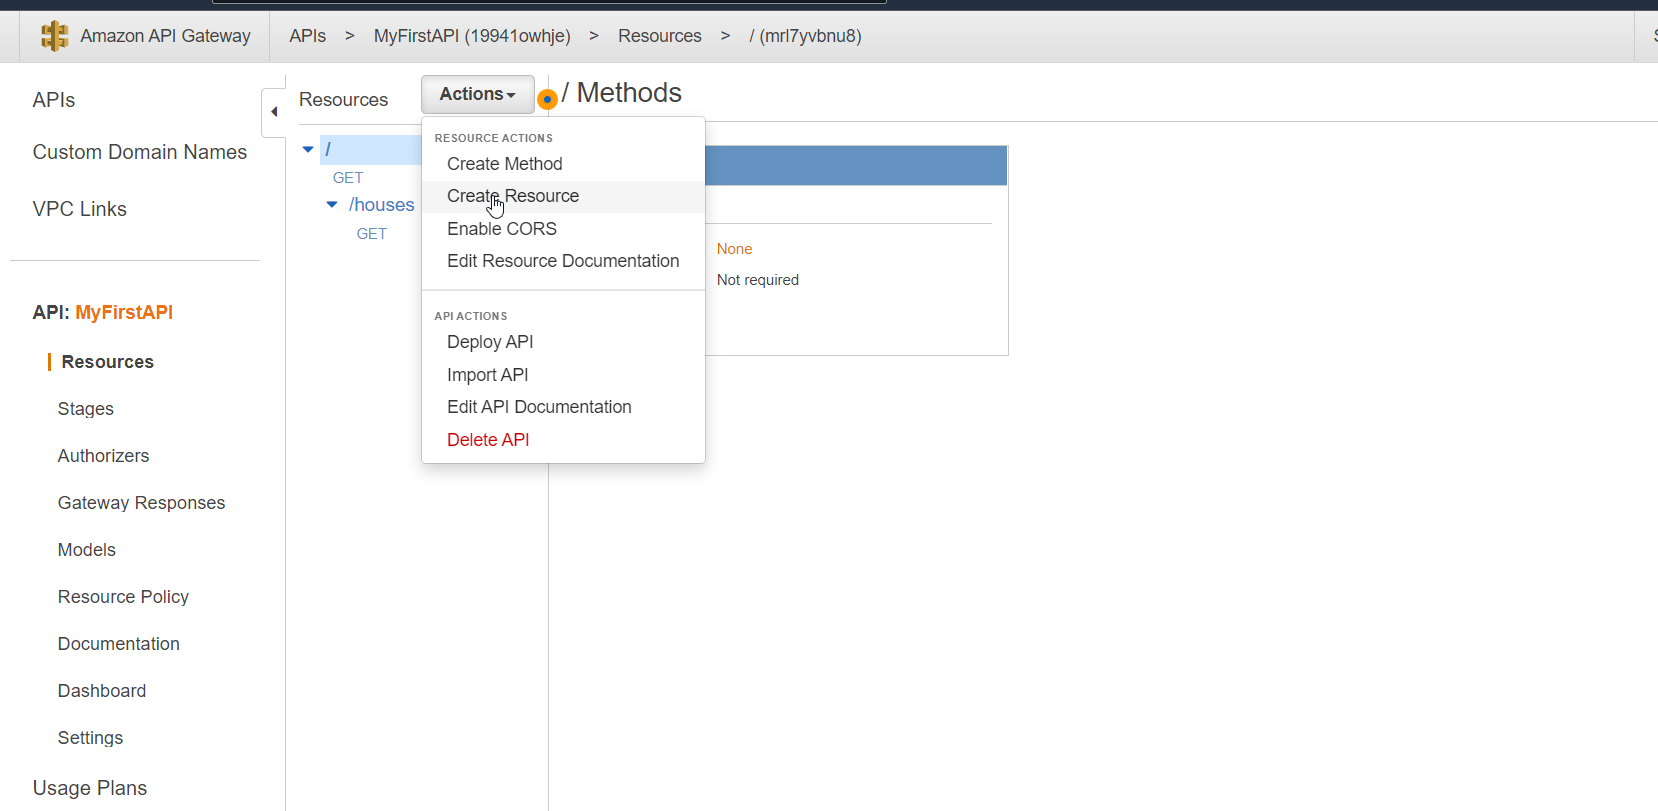 Amazon API Gateway
APIs > MyFirstAPI (19941owhje) > Resources > / (mrl7yvbnu8)
APIs
Custom Domain Names
VPC Links
API: MyFirstAPI
Resources
Stages
Authorizers
Gateway Responses
Models
Resource Policy
Documentation
Dashboard
Settings
Usage Plans
Resources
Actions
/
GET
/houses
GET
RESOURCE ACTIONS
Create Method
Create Resource
Enable CORS
Edit Resource Documentation
API ACTIONS
Deploy API
Import API
Edit API Documentation
Delete API
/ Methods
None
Not required